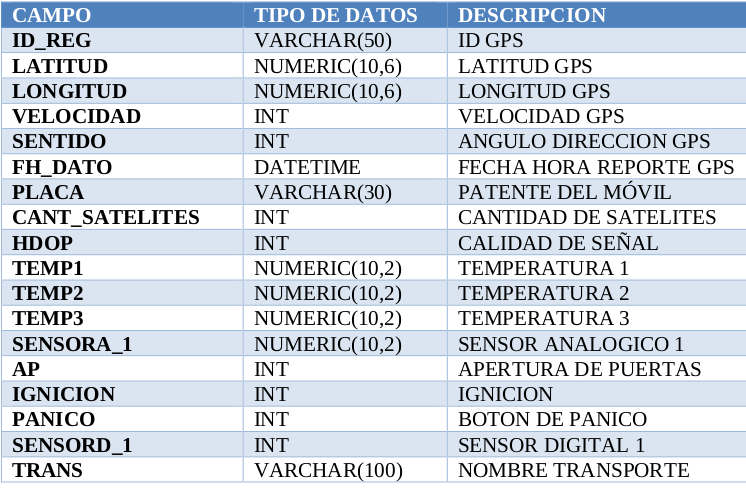 CAMPO TIPO DE DATOS DESCRIPCION
ID_REG VARCHAR(50) ID GPS
LATITUD NUMERIC(10,6) LATITUD GPS
LONGITUD NUMERIC(10,6) LONGITUD GPS
VELOCIDAD INT VELOCIDAD GPS
SENTIDO INT ANGULO DIRECCION GPS
FH_DATO DATETIME FECHA HORA REPORTE GPS
PLACA VARCHAR(30) PATENTE DEL MÓVIL
CANT_SATELITES INT CANTIDAD DE SATELITES
HDOP INT CALIDAD DE SEÑAL
TEMP1 NUMERIC(10,2) TEMPERATURA 1
TEMP2 NUMERIC(10,2) TEMPERATURA 2
TEMP3 NUMERIC(10,2) TEMPERATURA 3
SENSORA_1 NUMERIC(10,2) SENSOR ANALOGICO 1
AP INT APERTURA DE PUERTAS
IGNICION INT IGNICION
PANICO INT BOTON DE PANICO
SENSORD_1 INT SENSOR DIGITAL 1
TRANS VARCHAR(100) NOMBRE TRANSPORTE